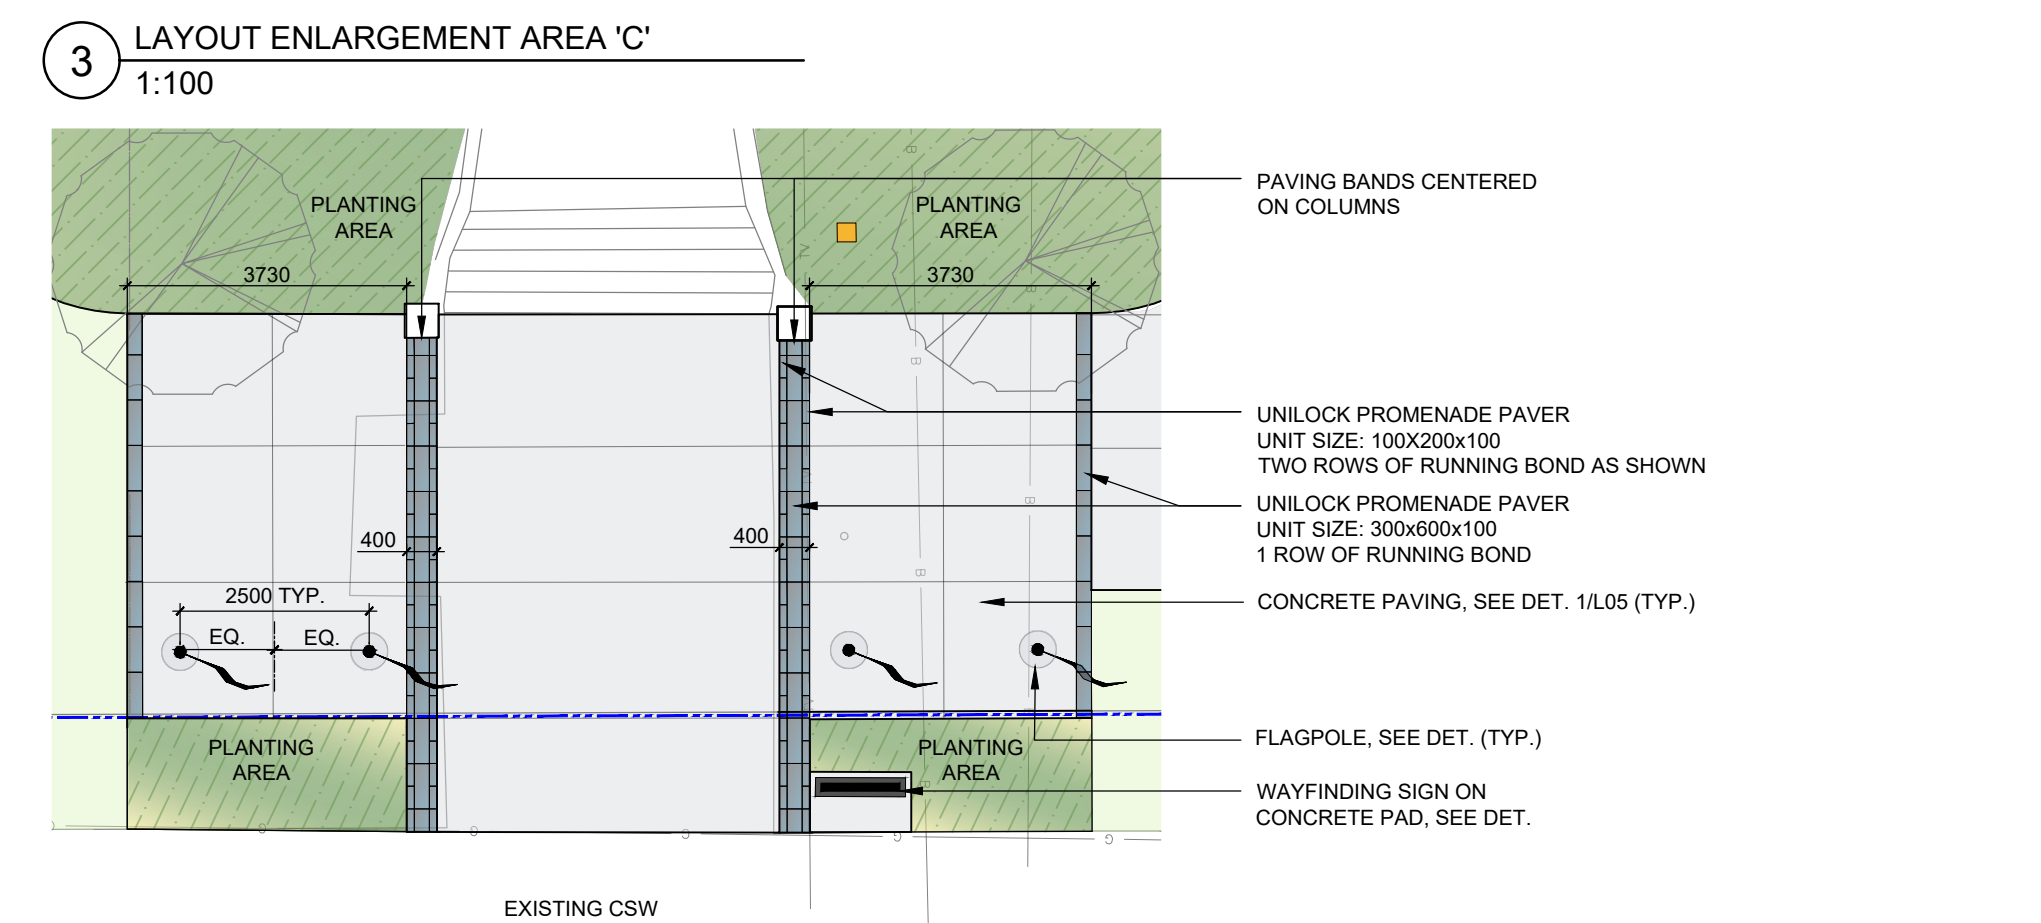 3
LAYOUT ENLARGEMENT AREA 'C'
1:100
PLANTING
AREA
PLANTING
AREA
PAVING BANDS CENTERED
ON COLUMNS
3730
3730
UNILOCK PROMENADE PAVER
UNIT SIZE: 100X200x100
TWO ROWS OF RUNNING BOND AS SHOWN
UNILOCK PROMENADE PAVER
UNIT SIZE: 300x600x100
1 ROW OF RUNNING BOND
400
400
2500 TYP.
EQ.
EQ.
CONCRETE PAVING, SEE DET. 1/L05 (TYP.)
FLAGPOLE, SEE DET. (TYP.)
PLANTING
AREA
PLANTING
AREA
WAYFINDING SIGN ON
CONCRETE PAD, SEE DET.
G
G
G
G
G
B
B
B
B
B
EXISTING CSW